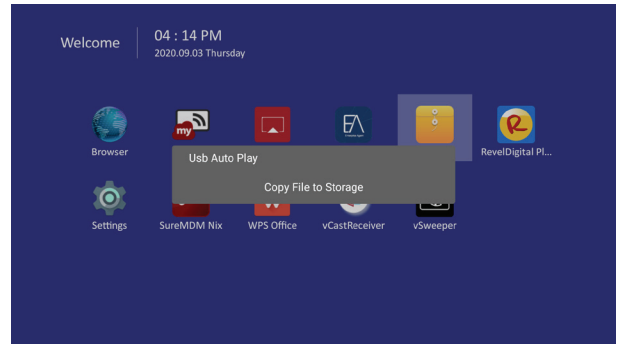 Welcome
04 : 14 PM
2020.09.03 Thursday
my
R
Browser
RevelDigital Pl...
Usb Auto Play
Copy File to Storage
Settings
SureMDM Nix
WPS Office
vCastReceiver
vSweeper